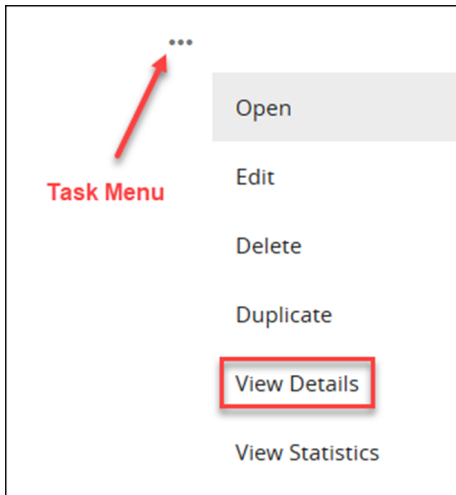 Open
Edit
Task Menu
Delete
Duplicate
View Details
View Statistics